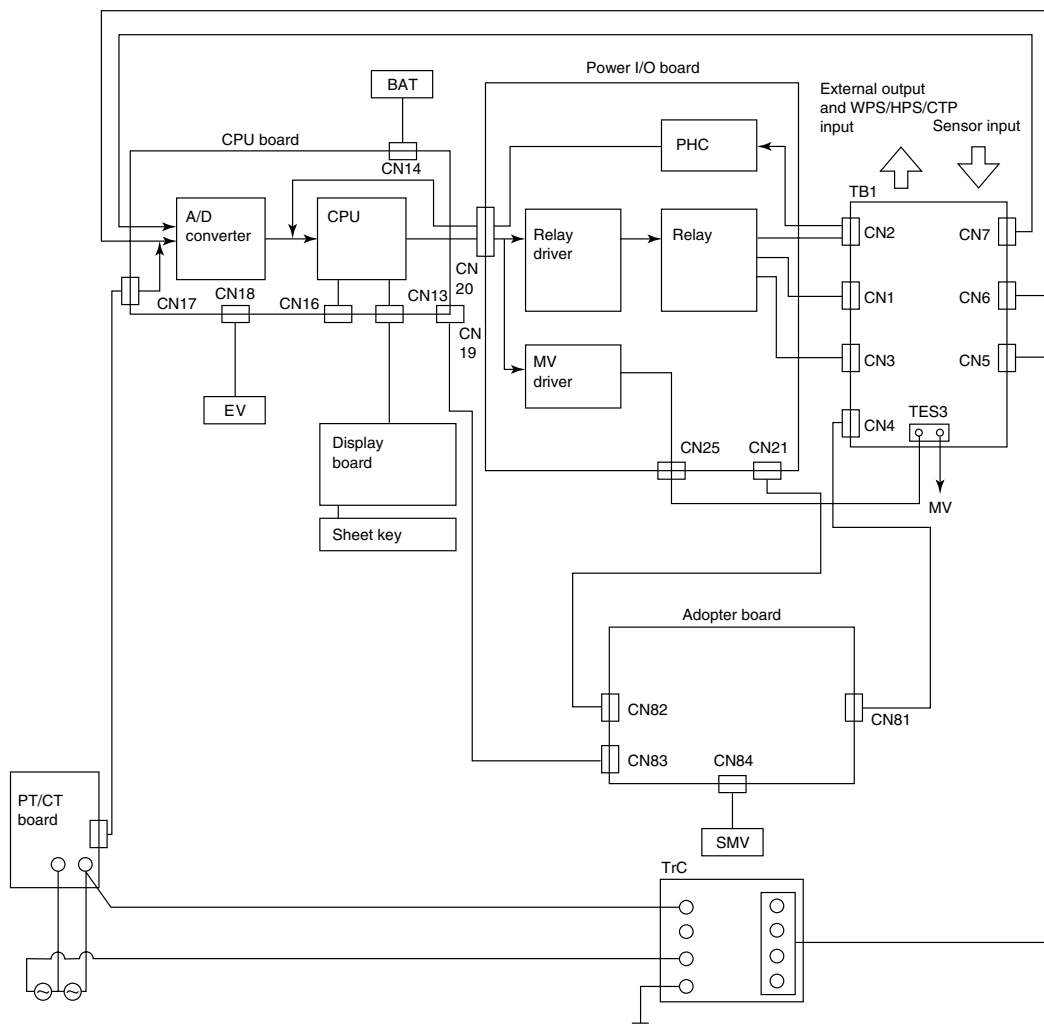 Power I/O board
External output
and WPS/HPS/CTP
input
Sensor input
BAT
CPU board
CN14
PHC
TB1
A/D
converter
CPU
Relay
driver
Relay
CN2
CN7
CN
20
CN1
CN6
CN17
CN18
CN16
CN13
CN
19
MV
driver
CN3
CN5
EV
CN4
TES3
Display
board
CN25
CN21
MV
Sheet key
Adopter board
CN82
CN81
CN83
CN84
PT/CT
board
SMV
TrC